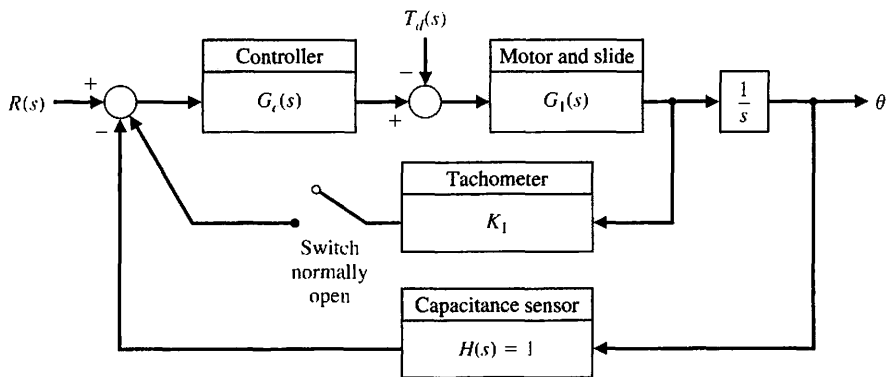 T_d(s)
Controller
Motor and slide
R(s)
+
−
G_c(s)
−
+
G_1(s)
1
s
θ
Tachometer
K_1
Switch
normally
open
Capacitance sensor
H(s) = 1